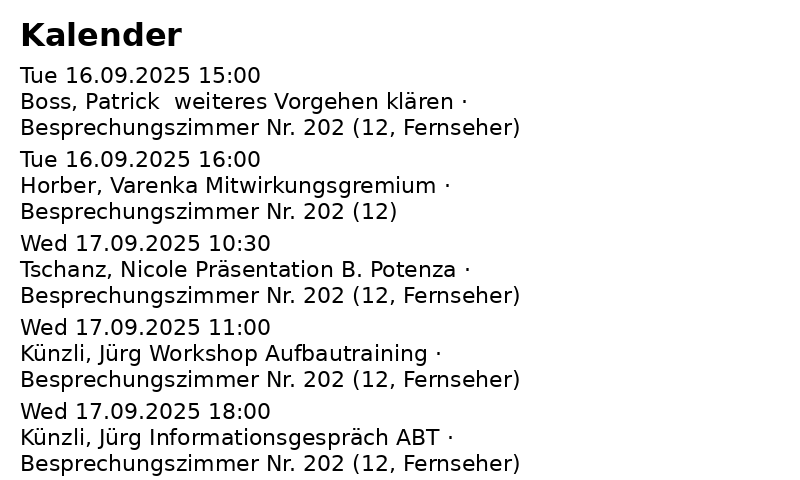 Kalender
Tue 16.09.2025 15:00
Boss, Patrick  weiteres Vorgehen klären ·
Besprechungszimmer Nr. 202 (12, Fernseher)
Tue 16.09.2025 16:00
Horber, Varenka Mitwirkungsgremium ·
Besprechungszimmer Nr. 202 (12)
Wed 17.09.2025 10:30
Tschanz, Nicole Präsentation B. Potenza ·
Besprechungszimmer Nr. 202 (12, Fernseher)
Wed 17.09.2025 11:00
Künzli, Jürg Workshop Aufbautraining ·
Besprechungszimmer Nr. 202 (12, Fernseher)
Wed 17.09.2025 18:00
Künzli, Jürg Informationsgespräch ABT ·
Besprechungszimmer Nr. 202 (12, Fernseher)